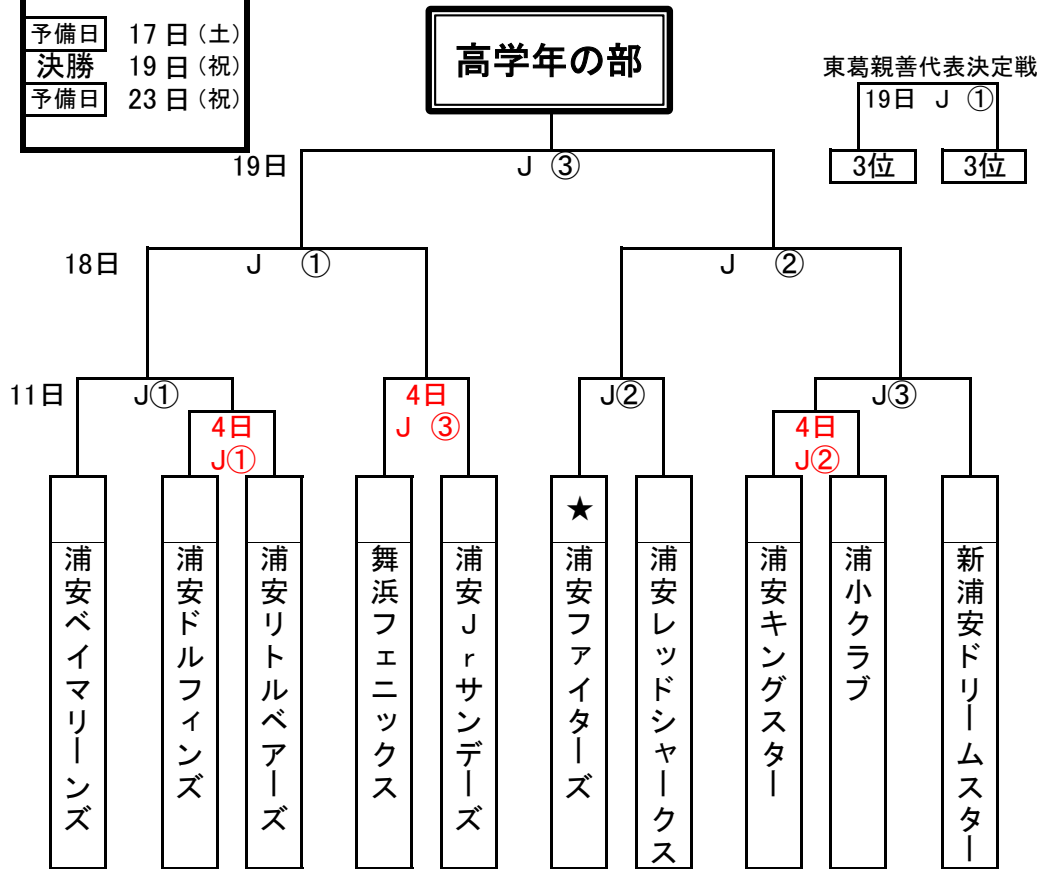 予備日 17日(土)
決勝 19日(祝)
予備日 23日(祝)
高学年の部
東葛親善代表決定戦
19日 J ①
3位 3位
19日 J ③
18日 J ① J ②
11日 J① 4日 J② J③
4日 J ③ 4日
J① J②
★
浦安ベイマリーンズ
浦安ドルフィンズ
浦安リトルベアーズ
舞浜フェニックス
浦安Jrサンデーズ
浦安ファイターズ
浦安レッドシャークス
浦安キングスター
浦小クラブ
新浦安ドリームスター